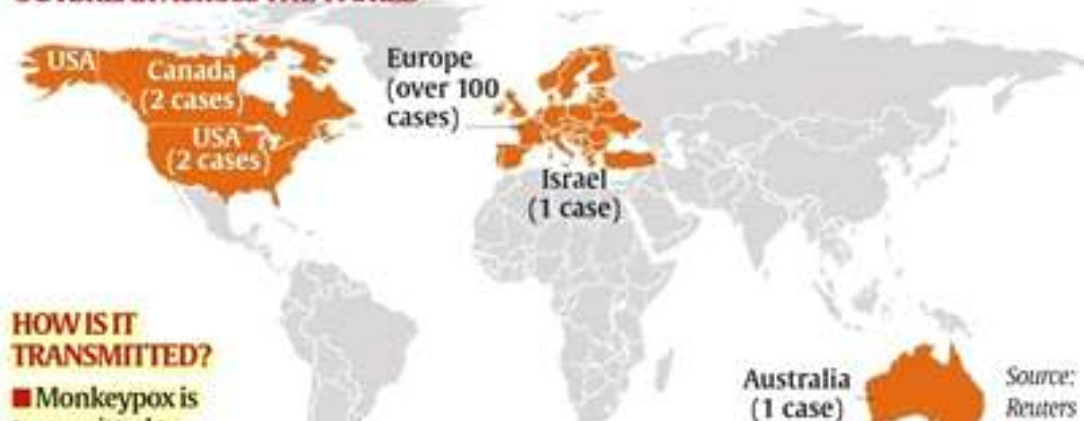 USA
Canada
(2 cases)
USA
(2 cases)
Europe
(over 100
cases)
Israel
(1 case)
HOW IS IT
TRANSMITTED?
Monkeypox is
Australia
(1 case)
Source:
Reuters